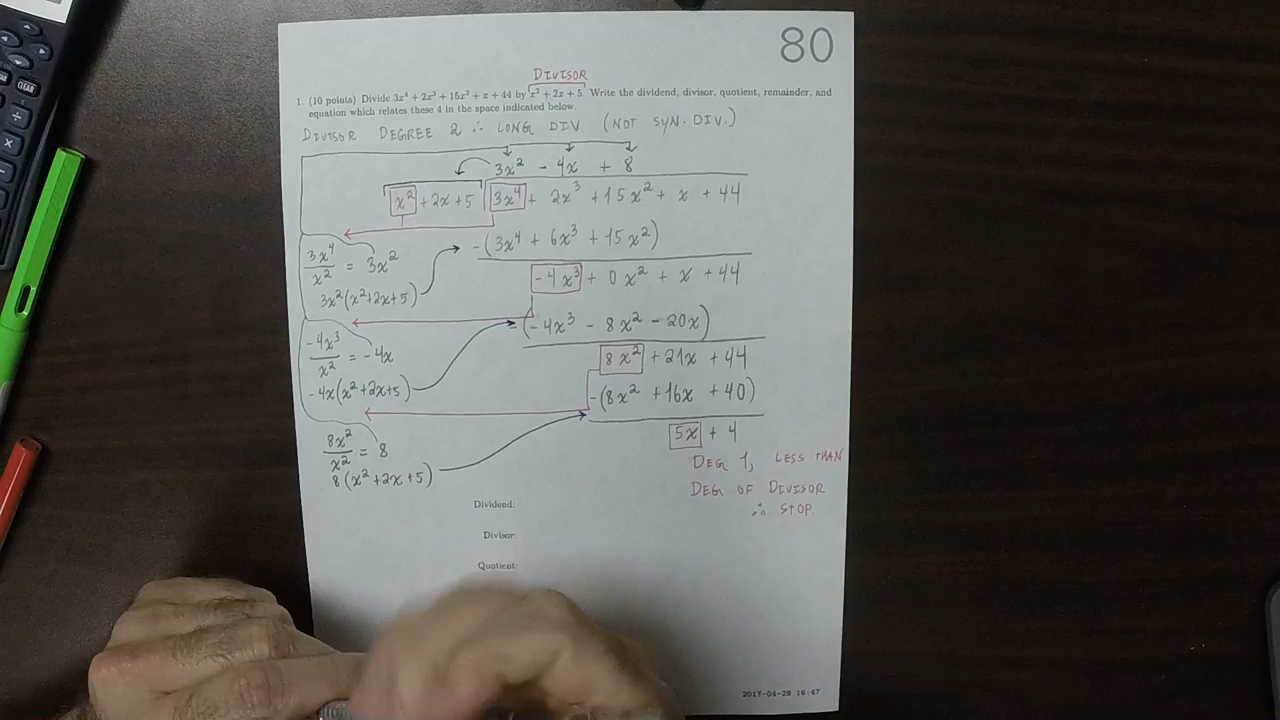 80
DIVISOR
1. (10 points) Divide 3x⁴ + 2x³ + 15x² + x + 44 by x² + 2x + 5. Write the dividend, divisor, quotient, remainder, and
equation which relates these 4 in the space indicated below.
DIVISOR DEGREE 2 ∴ LONG DIV (NOT SYN. DIV.)
3x² - 4x + 8
x² + 2x + 5 3x⁴ + 2x³ + 15x² + x + 44
-(3x⁴ + 6x³ + 15x²)
3x⁴/x² = 3x²
-4x³ + 0x² + x + 44
3x²(x²+2x+5)
-(-4x³ - 8x² - 20x)
-4x³/x² = -4x
8x² + 21x + 44
-4x(x²+2x+5)
-(8x² + 16x + 40)
5x + 4
8x²/x² = 8
DEG 1, LESS THAN
8(x²+2x+5)
DEG OF DIVISOR
∴ STOP.
Dividend:
Divisor:
Quotient:
2017-04-29 16:47